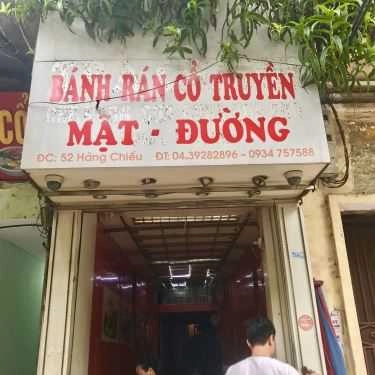 BÁNH RÁN CỔ TRUYỀN
MẬT - ĐƯỜNG
ĐC: 52 Hàng Chiếu ĐT: 04.39282896 - 0934 757588
CỔ